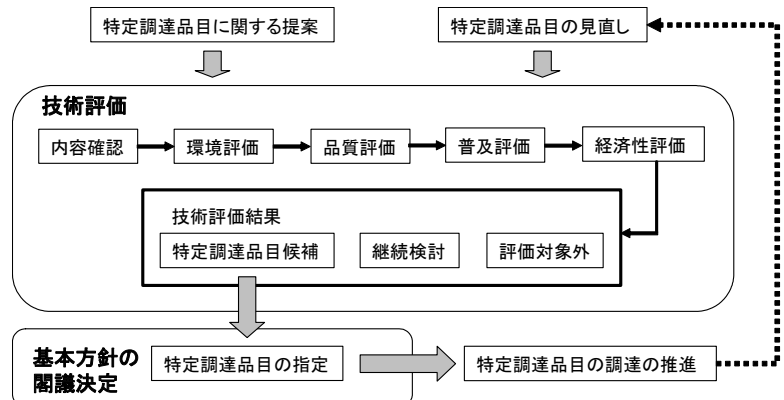 特定調達品目に関する提案
特定調達品目の見直し
技術評価
内容確認
環境評価
品質評価
普及評価
経済性評価
技術評価結果
特定調達品目候補
継続検討
評価対象外
基本方針の
閣議決定
特定調達品目の指定
特定調達品目の調達の推進